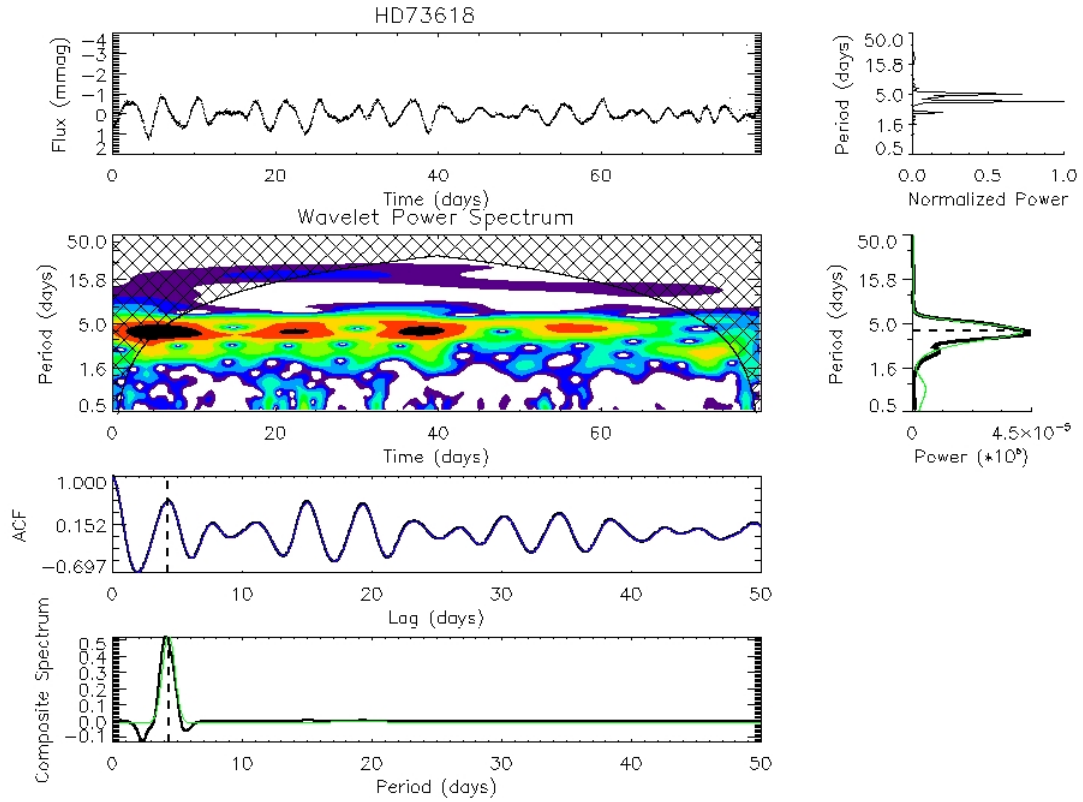 HD73618
Flux (mmag)
-4
-3
-2
-1
0
1
2
0 20 40 60
Time (days)
Period (days)
50.0
15.8
5.0
1.6
0.5
0.0 0.5 1.0
Normalized Power
Wavelet Power Spectrum
Period (days)
50.0
15.8
5.0
1.6
0.5
0 20 40 60
Time (days)
Period (days)
50.0
15.8
5.0
1.6
0.5
0 4.5×10⁻⁵
ACF
1.000
0.152
-0.697
0 10 20 30 40 50
Lag (days)
Composite Spectrum
0.5
0.4
0.3
0.2
0.1
0.0
-0.1
0 10 20 30 40 50
Period (days)